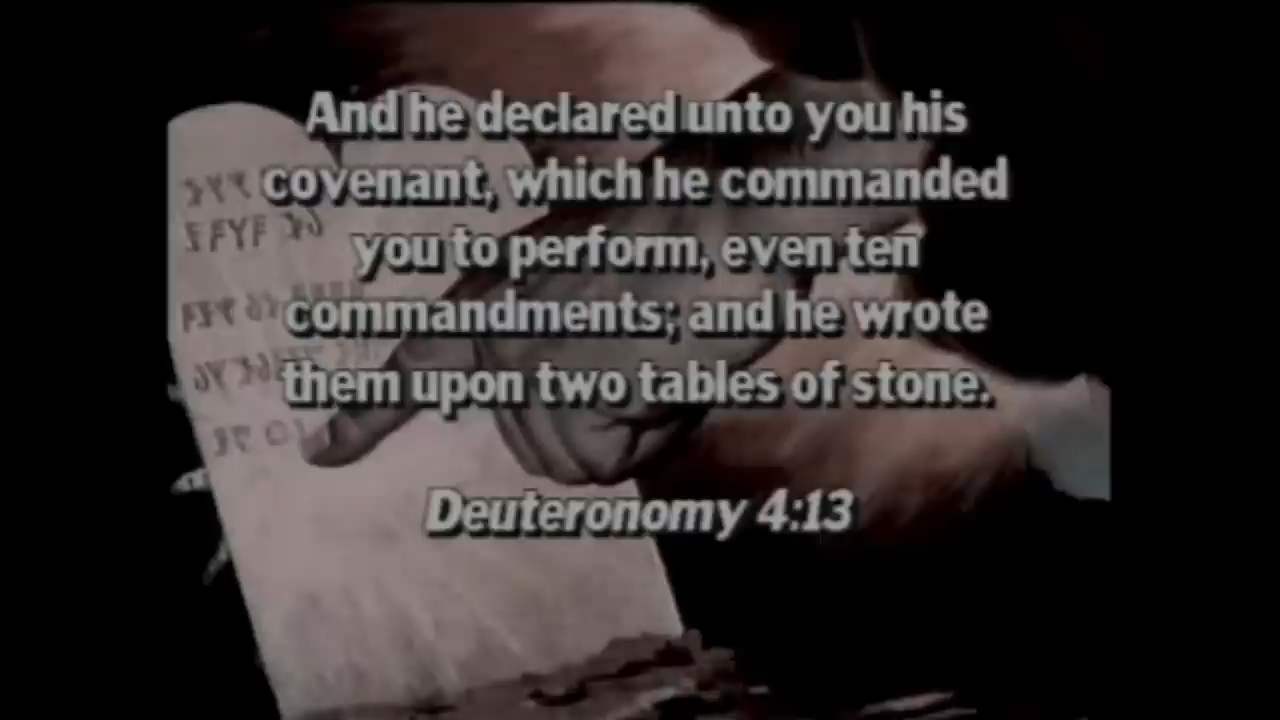 And he declared unto you his
covenant, which he commanded
you to perform, even ten
commandments; and he wrote
them upon two tables of stone.
Deuteronomy 4:13